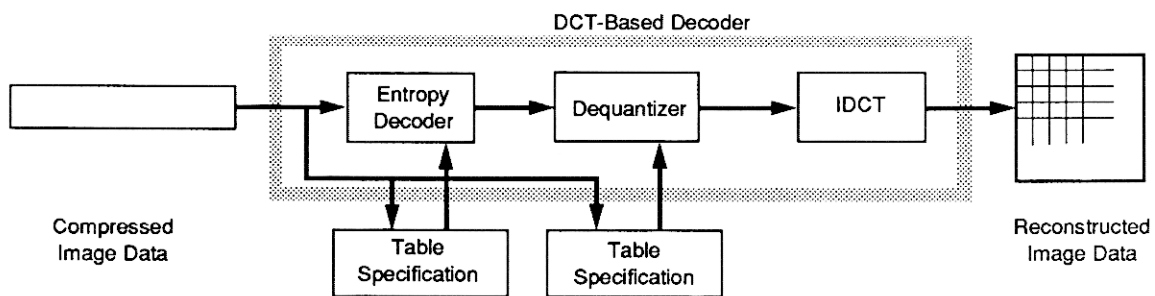 DCT-Based Decoder
Entropy
Decoder
Dequantizer
IDCT
Compressed
Image Data
Table
Specification
Table
Specification
Reconstructed
Image Data